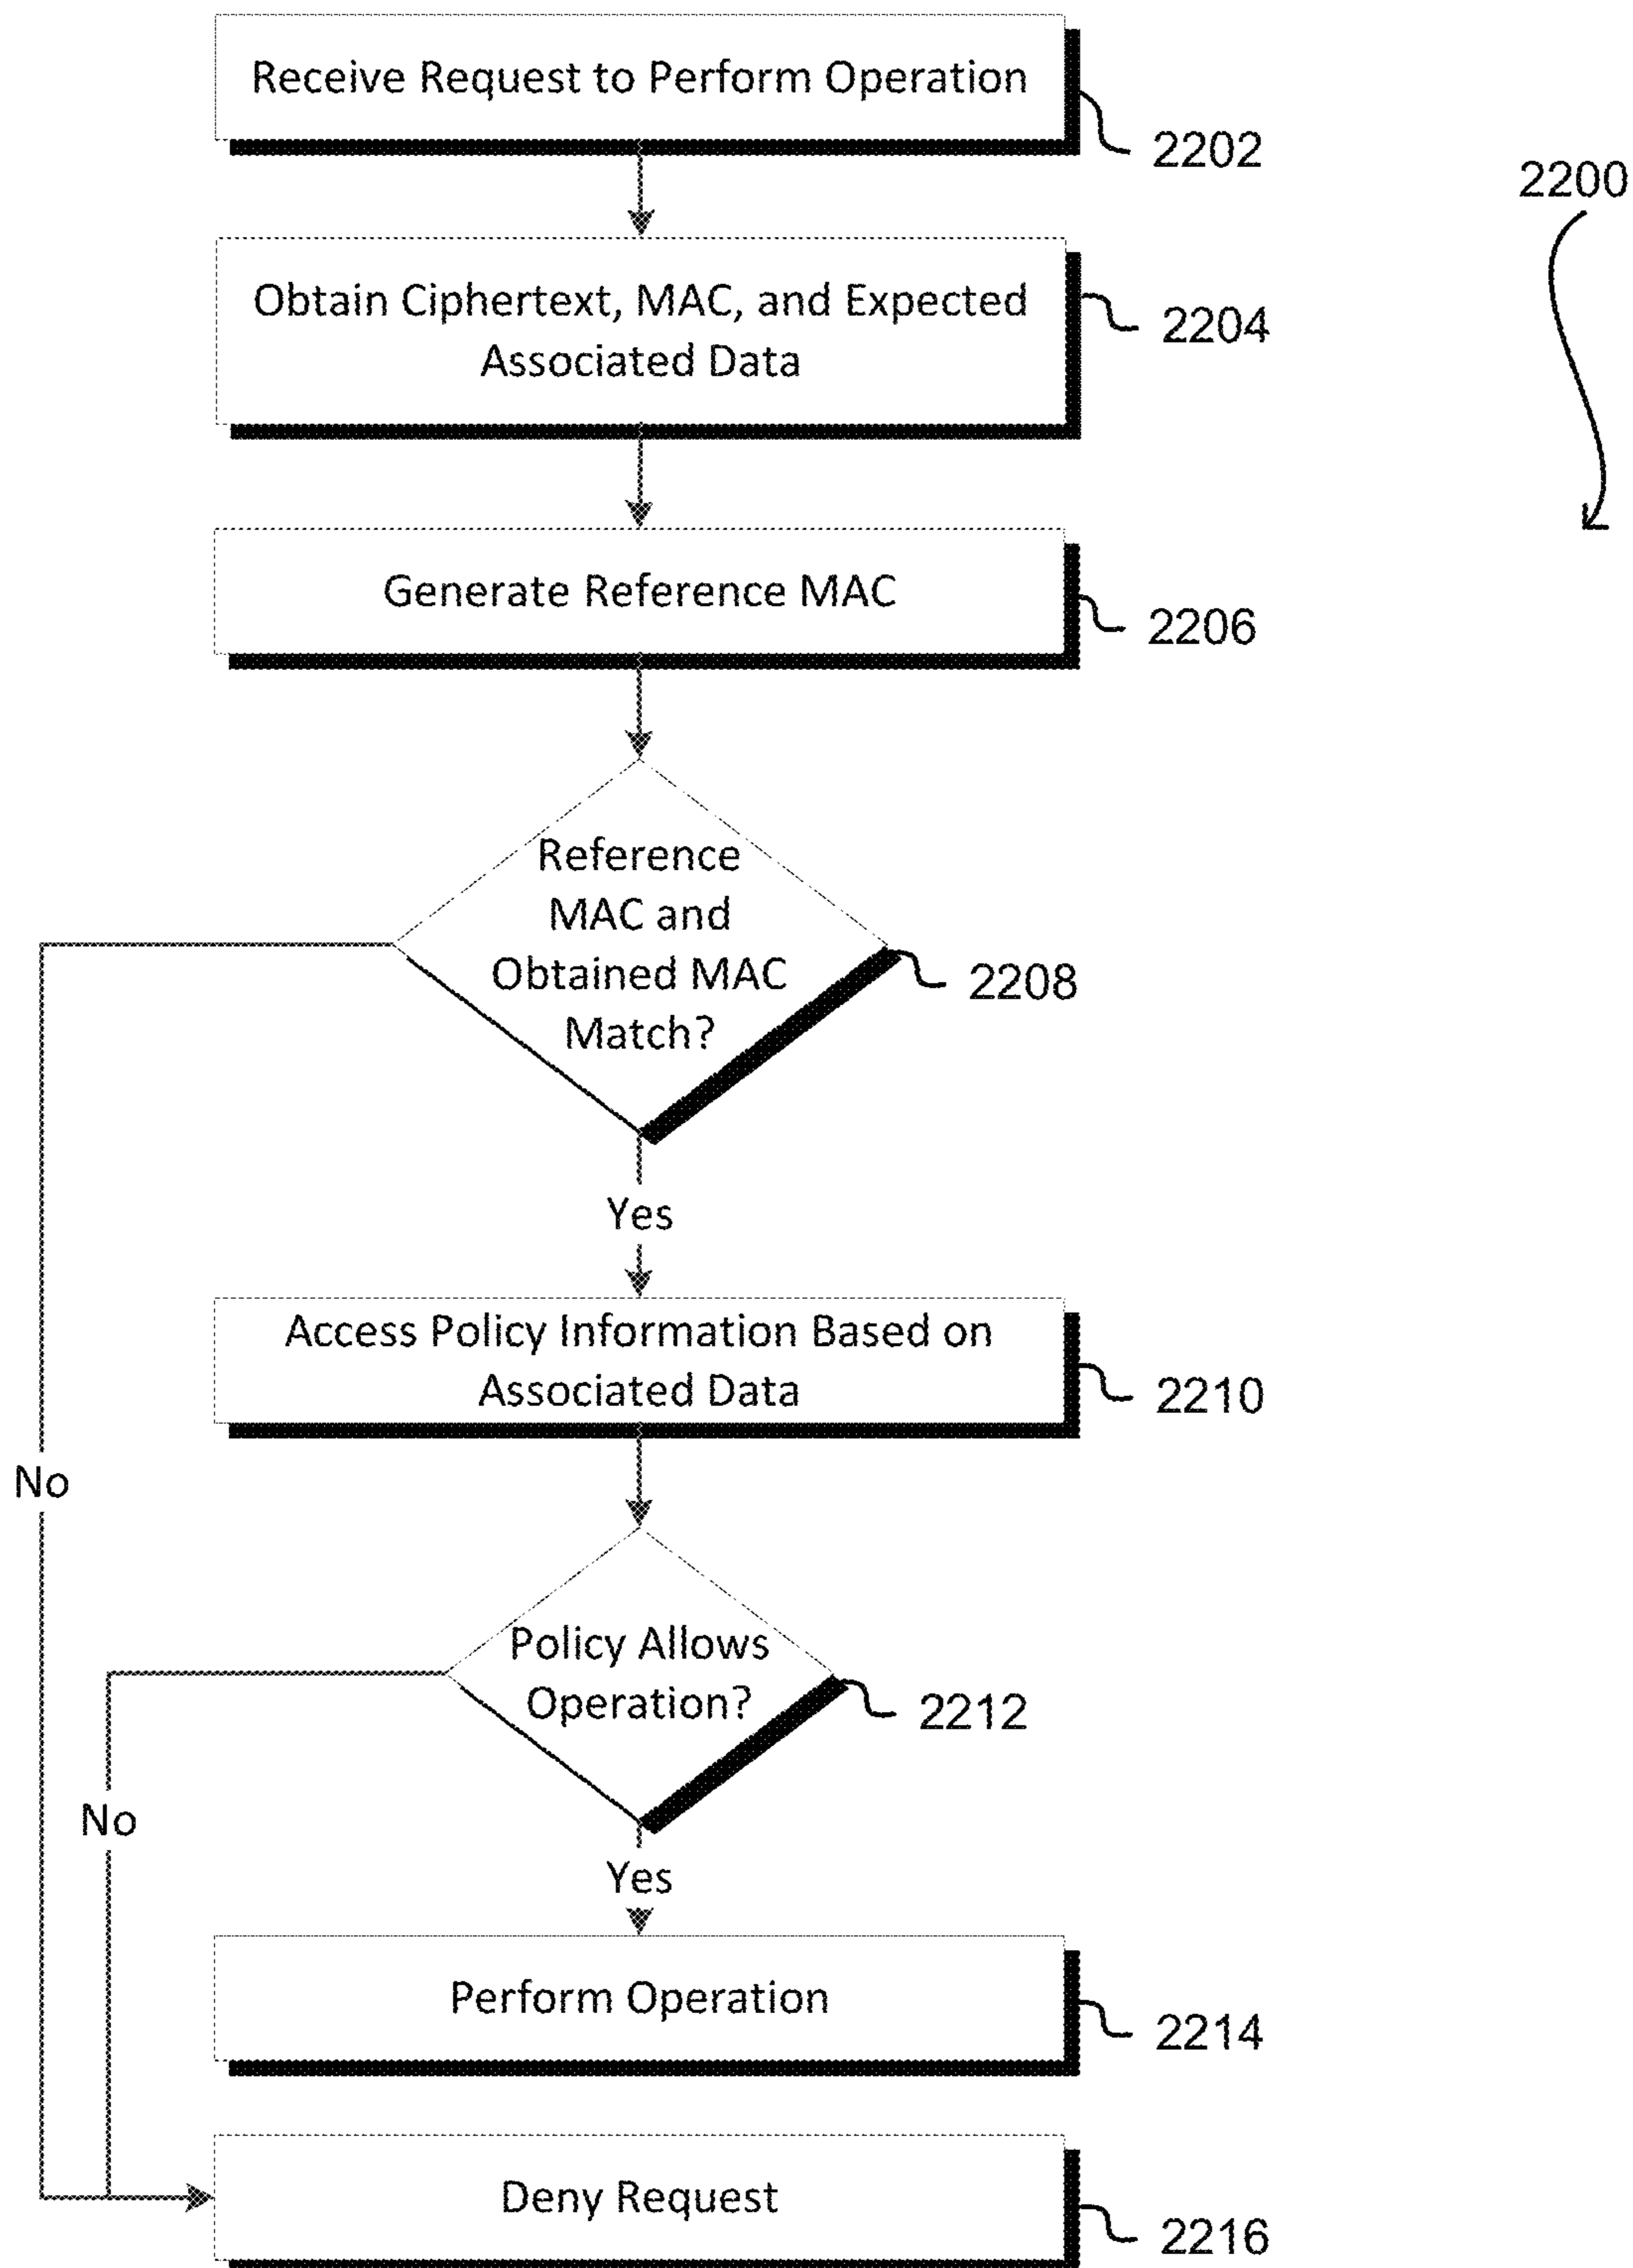 Receive Request to Perform Operation
2202
2200
Obtain Ciphertext, MAC, and Expected
Associated Data
2204
Generate Reference MAC
2206
Reference
MAC and
Obtained MAC
Match?
2208
Yes
Access Policy Information Based on
Associated Data
2210
No
Policy Allows
Operation?
2212
No
Yes
Perform Operation
2214
Deny Request
2216